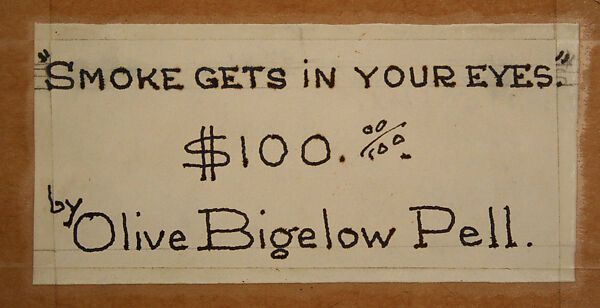 "SMOKE GETS iN YOUR EYES."
$100. 00/100.
by Olive Bigelow Pell.